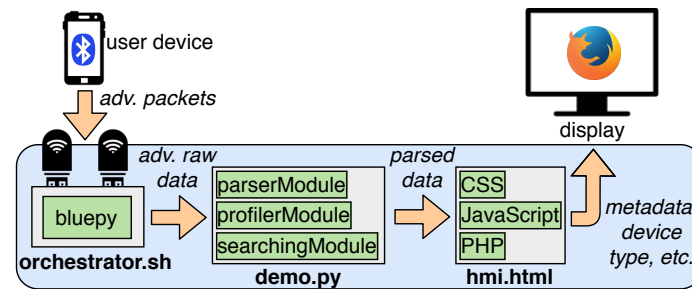 user device
adv. packets
display
adv. raw
data
parsed
data
bluepy
parserModule
profilerModule
searchingModule
CSS
JavaScript
PHP
metadata,
device
type, etc.
orchestrator.sh
demo.py
hmi.html